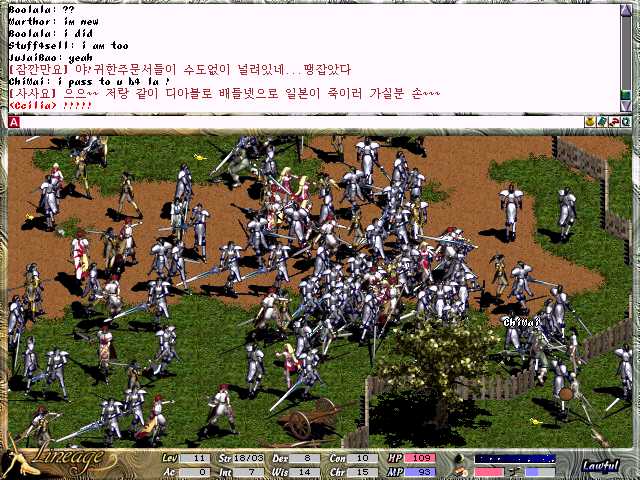 Boolala: ??
Warthor: im new
Boolala: i did
Stuff4sell: i am too
JuJaiBao: yeah
[잠깐만요] 야?귀한주문서들이 수도없이 널려있네...땡잡았다
ChiWai: i pass to u b4 la !
[사사요] 으으~~ 저랑 같이 디아블로 배틀넷으로 일본이 죽이러 가실분 손~~~
<Ceilia> !!!!!
A
ChiWai
Lineage
Lev 11 Str 18/03 Dex 8 Con 10 HP 109
Ac 0 Int 7 Wis 14 Chr 15 MP 93
Lawful